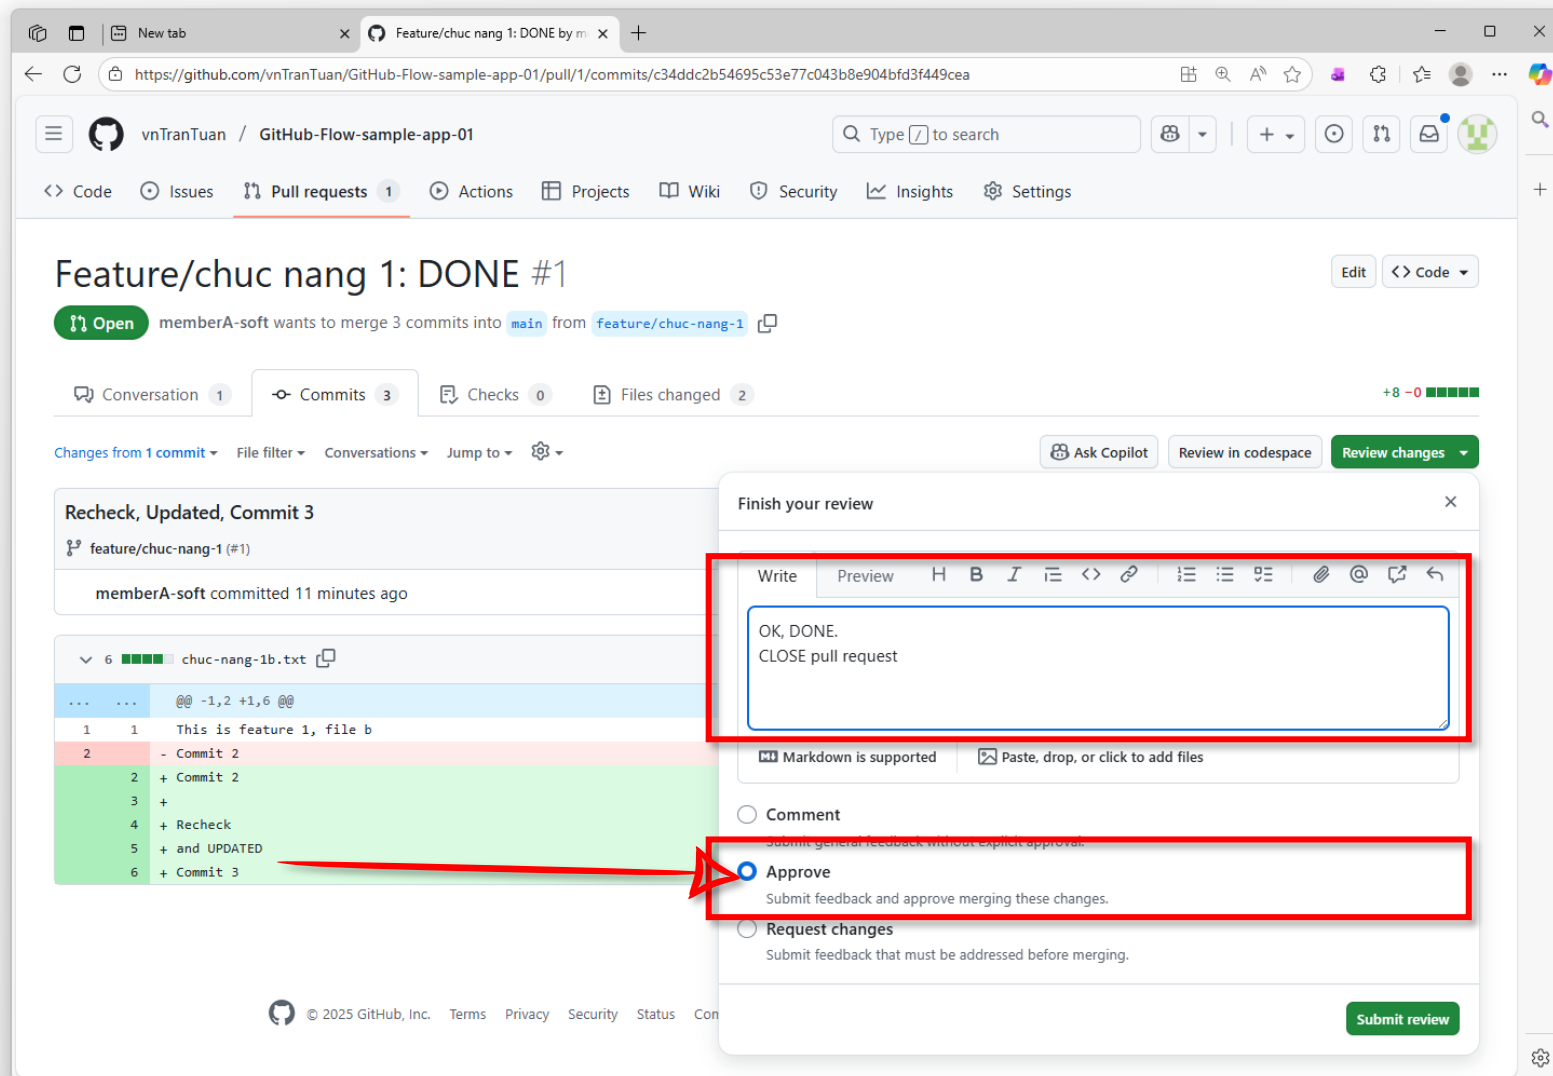 New tab
Feature/chuc nang 1: DONE by m
https://github.com/vnTranTuan/GitHub-Flow-sample-app-01/pull/1/commits/c34ddc2b54695c53e77c043b8e904bfd3f449cea
vnTranTuan / GitHub-Flow-sample-app-01
Type / to search
Code
Issues
Pull requests 1
Actions
Projects
Wiki
Security
Insights
Settings
Feature/chuc nang 1: DONE #1
Edit
<> Code
Open
memberA-soft wants to merge 3 commits into main from feature/chuc-nang-1
Conversation 1
Commits 3
Checks 0
Files changed 2
+8 −0
Changes from 1 commit
File filter
Conversations
Jump to
Ask Copilot
Review in codespace
Review changes
Recheck, Updated, Commit 3
feature/chuc-nang-1 (#1)
memberA-soft committed 11 minutes ago
6 chuc-nang-1b.txt
... ... @@ -1,2 +1,6 @@
1 1 This is feature 1, file b
2 - Commit 2
2 + Commit 2
3 +
4 + Recheck
5 + and UPDATED
6 + Commit 3
Finish your review
Write
Preview
OK, DONE.
CLOSE pull request
Markdown is supported
Paste, drop, or click to add files
Comment
Submit general feedback without explicit approval.
Approve
Submit feedback and approve merging these changes.
Request changes
Submit feedback that must be addressed before merging.
Submit review
© 2025 GitHub, Inc.
Terms
Privacy
Security
Status